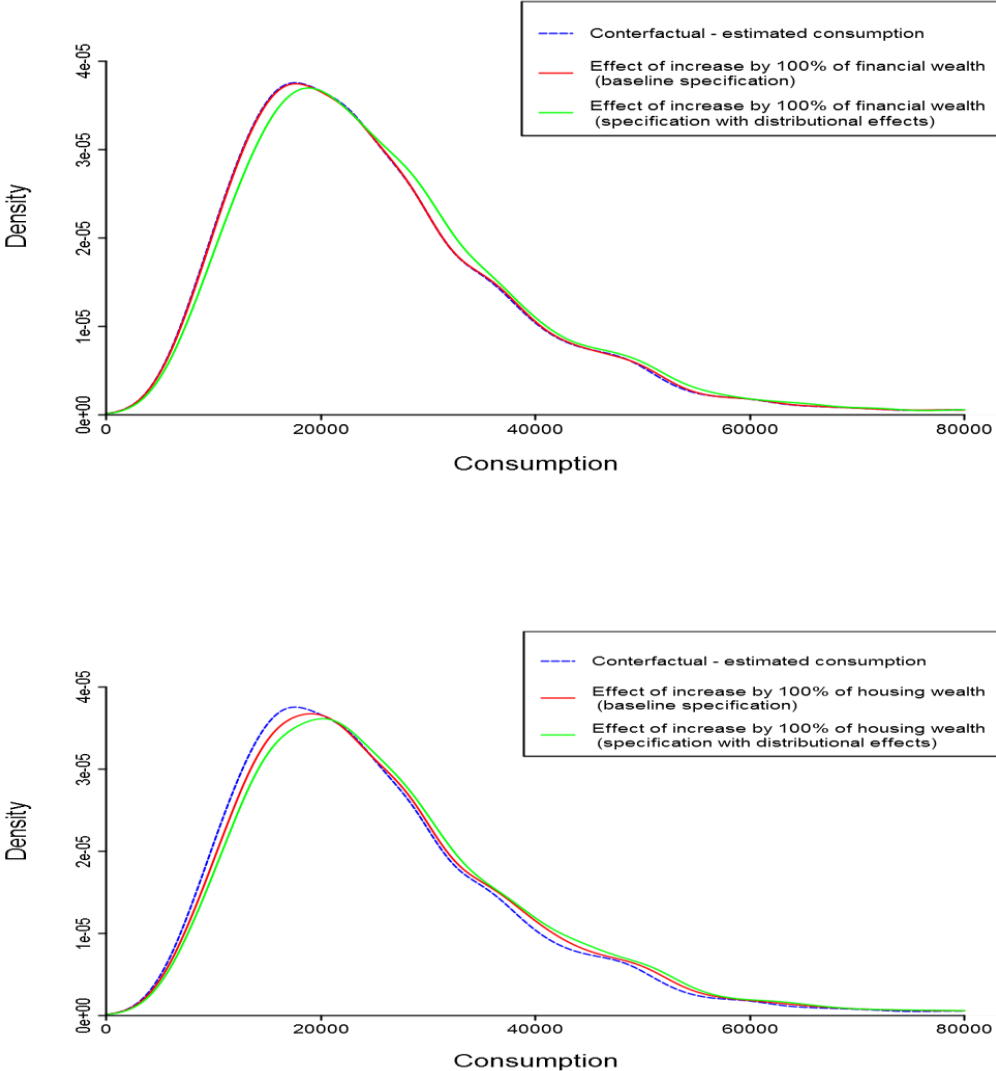 Conterfactual - estimated consumption
Effect of increase by 100% of financial wealth
(baseline specification)
Effect of increase by 100% of financial wealth
(specification with distributional effects)
4e-05
3e-05
2e-05
1e-05
0e+00
Density
0 20000 40000 60000 80000
Consumption
Conterfactual - estimated consumption
Effect of increase by 100% of housing wealth
(baseline specification)
Effect of increase by 100% of housing wealth
(specification with distributional effects)
4e-05
3e-05
2e-05
1e-05
0e+00
Density
0 20000 40000 60000 80000
Consumption